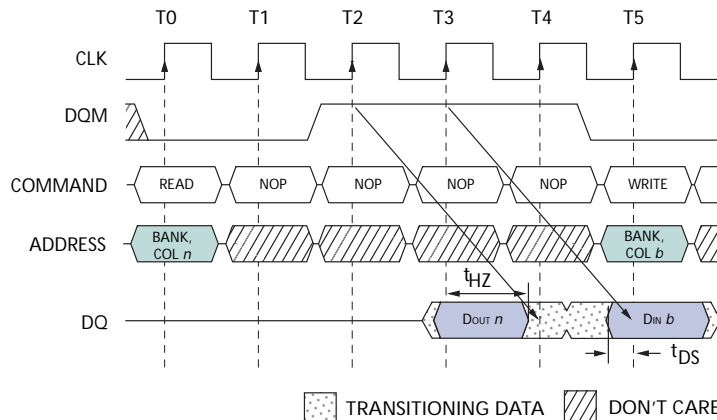 T0 T1 T2 T3 T4 T5
CLK
DQM
COMMAND READ NOP NOP NOP NOP WRITE
ADDRESS BANK, COL n BANK, COL b
tHZ
DQ DOUT n DIN b
tDS
TRANSITIONING DATA DON'T CARE